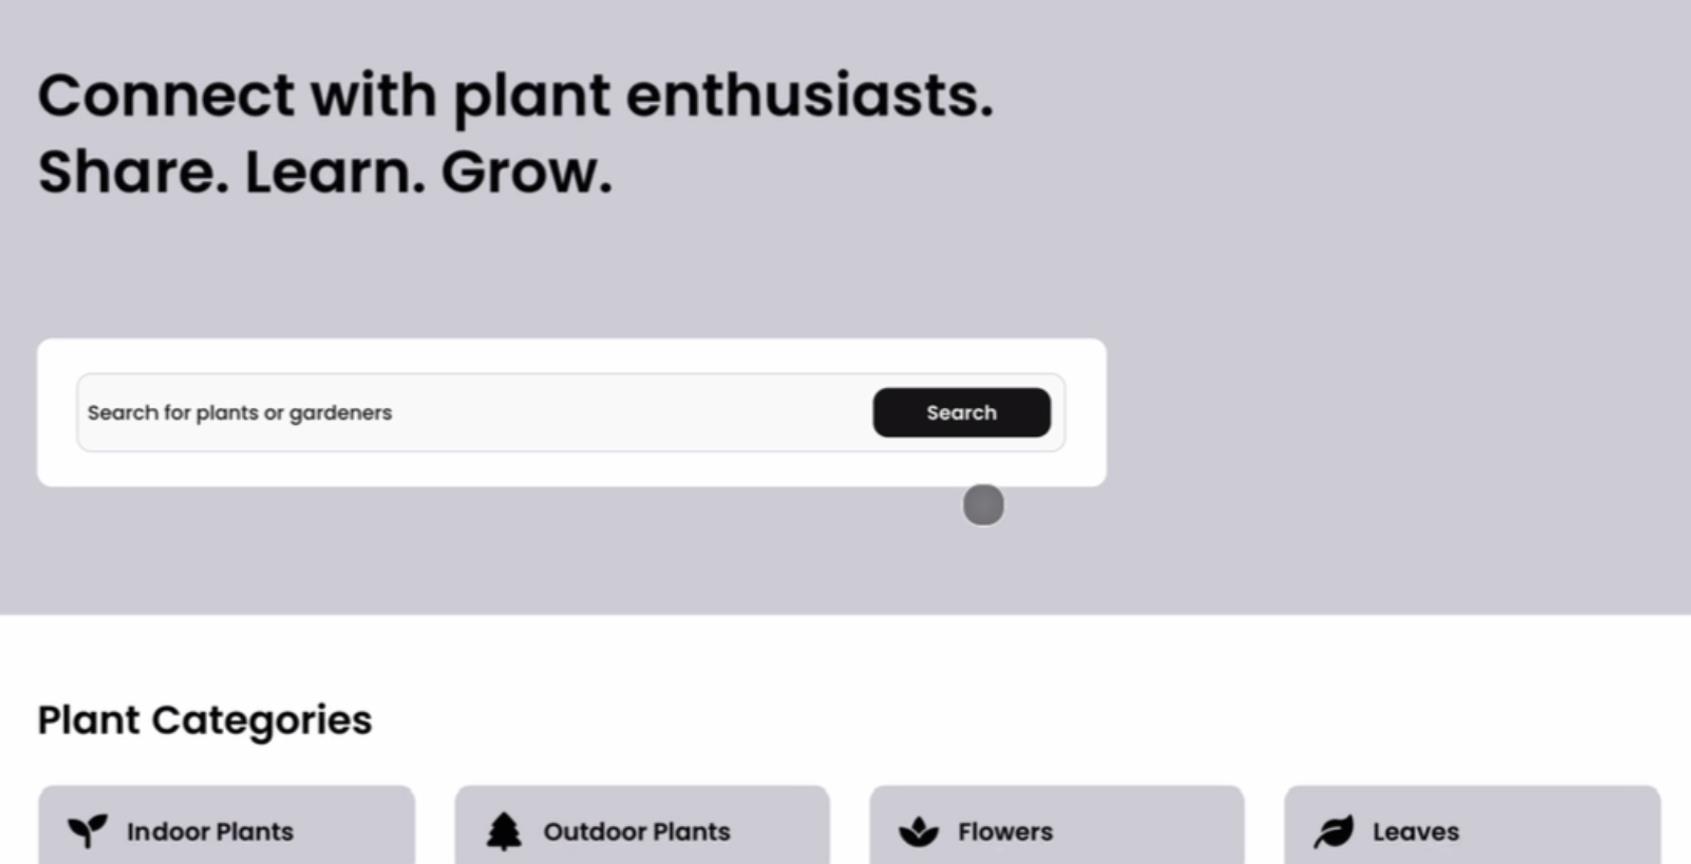 Connect with plant enthusiasts.
Share. Learn. Grow.
Search for plants or gardeners
Search
Plant Categories
Indoor Plants
Outdoor Plants
Flowers
Leaves